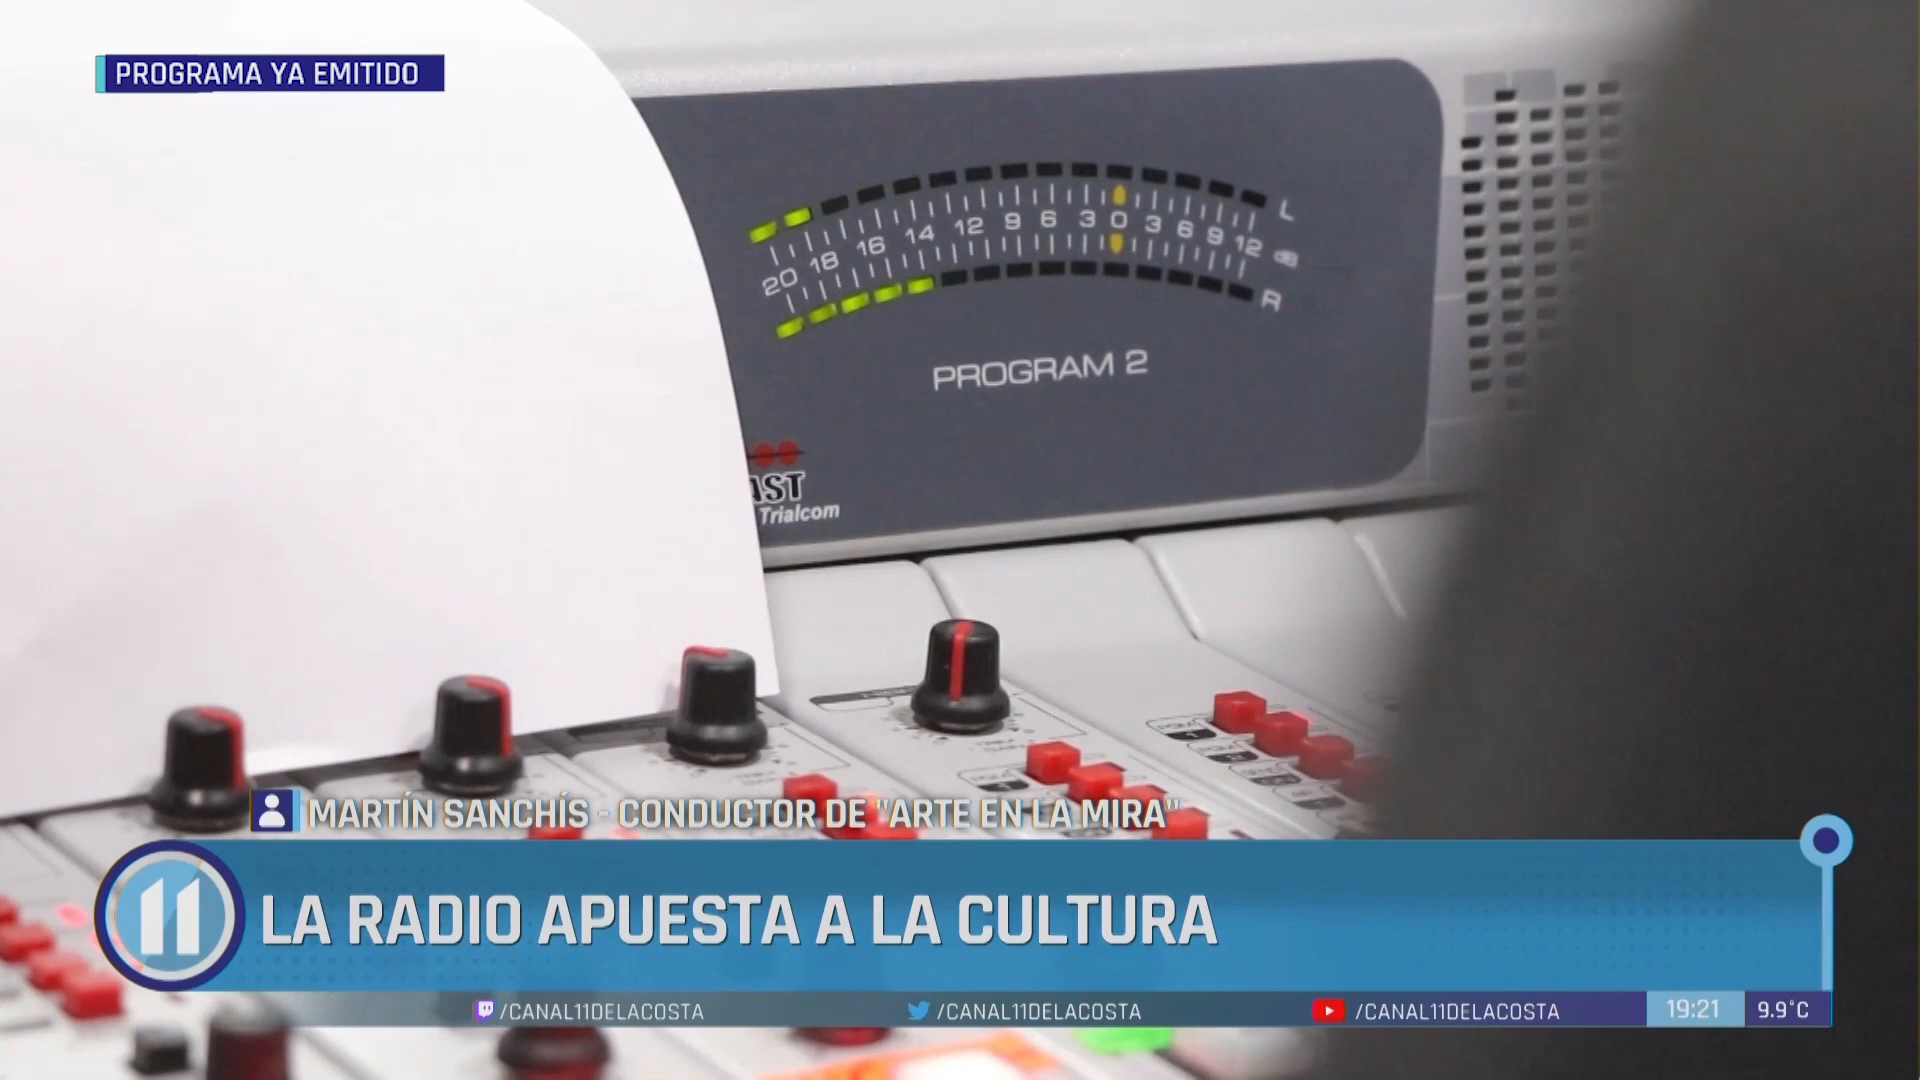 PROGRAMA YA EMITIDO
L
20 18 16 14 12 9 6 3 0 3 6 9 12 dB
R
PROGRAM 2
AST
Trialcom
MARTÍN SANCHÍS - CONDUCTOR DE "ARTE EN LA MIRA"
11
LA RADIO APUESTA A LA CULTURA
/CANAL11DELACOSTA
/CANAL11DELACOSTA
/CANAL11DELACOSTA
19:21
9.9°C